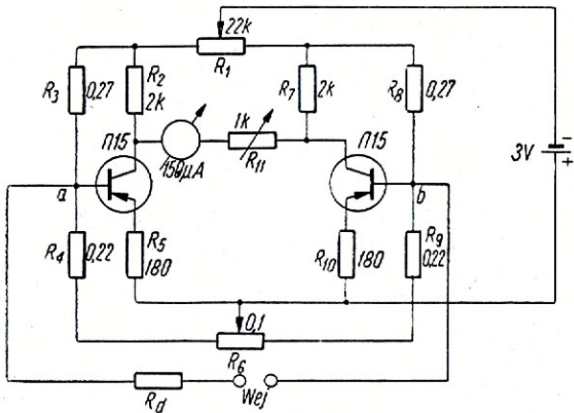 22k
R1
R3
0,27
R2
2k
R7
2k
R8
0,27
1k
R11
П15
150µA
П15
3V
-
+
a
b
R4
0,22
R5
180
R10
180
R9
0,22
0,1
R6
Rd
Wej